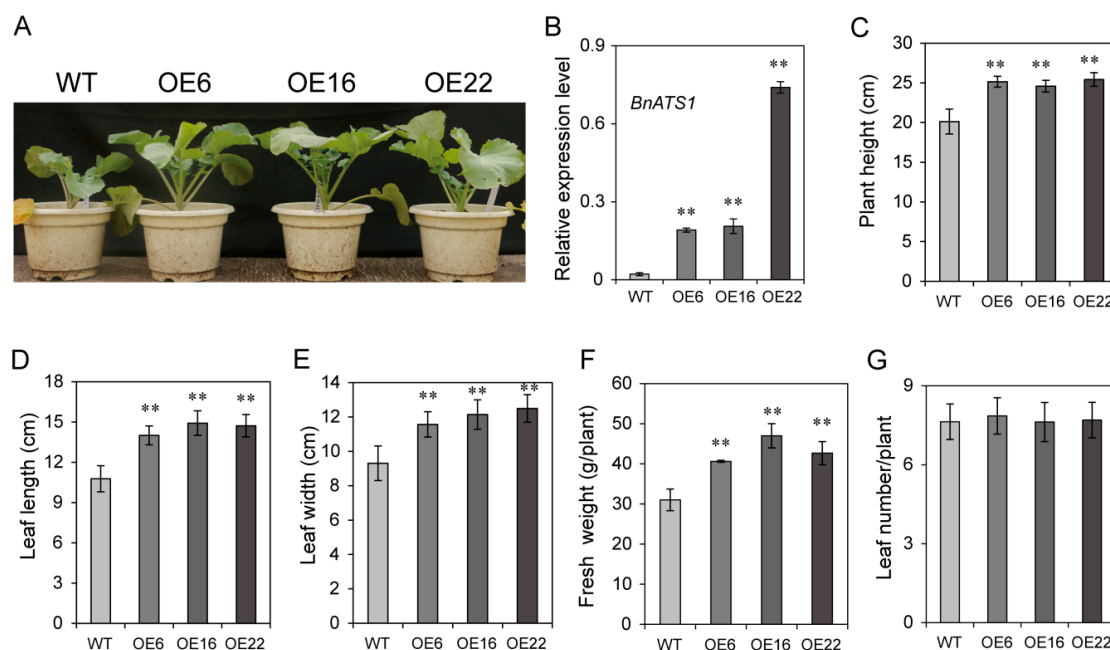 A
WT OE6 OE16 OE22
B
Relative expression level
0.9
0.6
0.3
0
BnATS1
**
**
**
WT OE6 OE16 OE22
C
Plant height (cm)
30
25
20
15
10
5
0
** ** **
WT OE6 OE16 OE22
D
Leaf length (cm)
18
15
12
9
6
3
0
** ** **
WT OE6 OE16 OE22
E
Leaf width (cm)
14
12
10
8
6
4
2
0
** ** **
WT OE6 OE16 OE22
F
Fresh weight (g/plant)
60
50
40
30
20
10
0
** ** **
WT OE6 OE16 OE22
G
Leaf number/plant
9
6
3
0
WT OE6 OE16 OE22